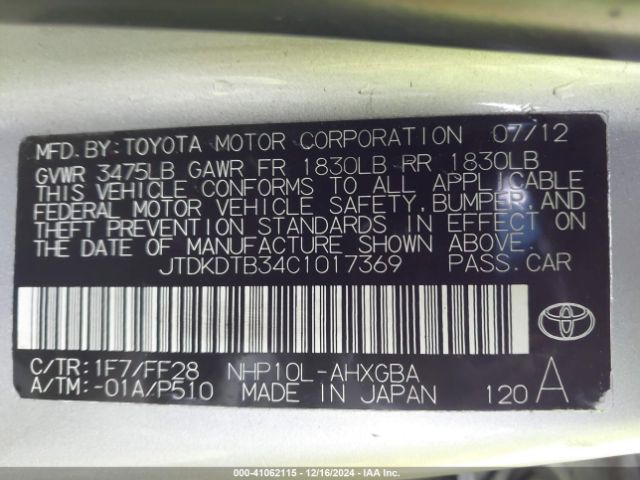 MFD.BY:TOYOTA MOTOR CORPORATION 07/12
GVWR 3475LB GAWR FR 1830LB RR 1830LB
THIS VEHICLE CONFORMS TO ALL APPLICABLE
FEDERAL MOTOR VEHICLE SAFETY,BUMPER,AND
THEFT PREVENTION STANDARDS IN EFFECT ON
THE DATE OF MANUFACTURE SHOWN ABOVE.
JTDKDTB34C1017369 PASS.CAR
C/TR:1F7/FF28 NHP10L-AHXGBA
A/TM:-01A/P510 MADE IN JAPAN 120 A
000-41062115 - 12/16/2024 - IAAI.COM